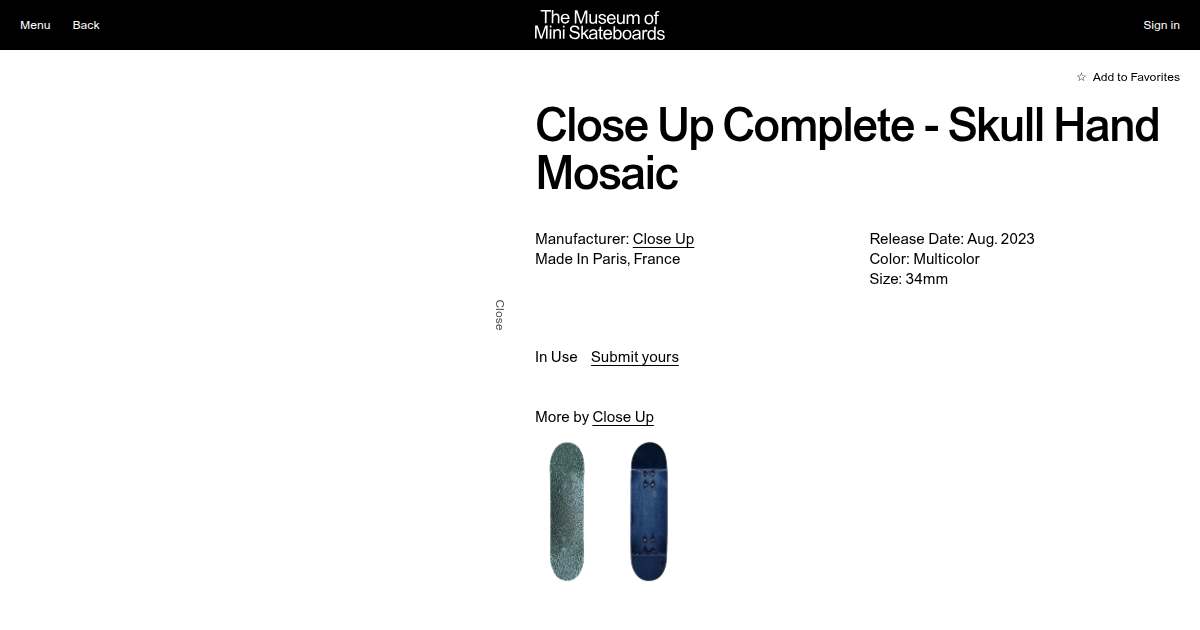 Menu
Back
The Museum of
Mini Skateboards
Sign in
☆ Add to Favorites
Close Up Complete - Skull Hand
Mosaic
Manufacturer: Close Up
Made In Paris, France
Release Date: Aug. 2023
Color: Multicolor
Size: 34mm
Close
In Use
Submit yours
More by Close Up